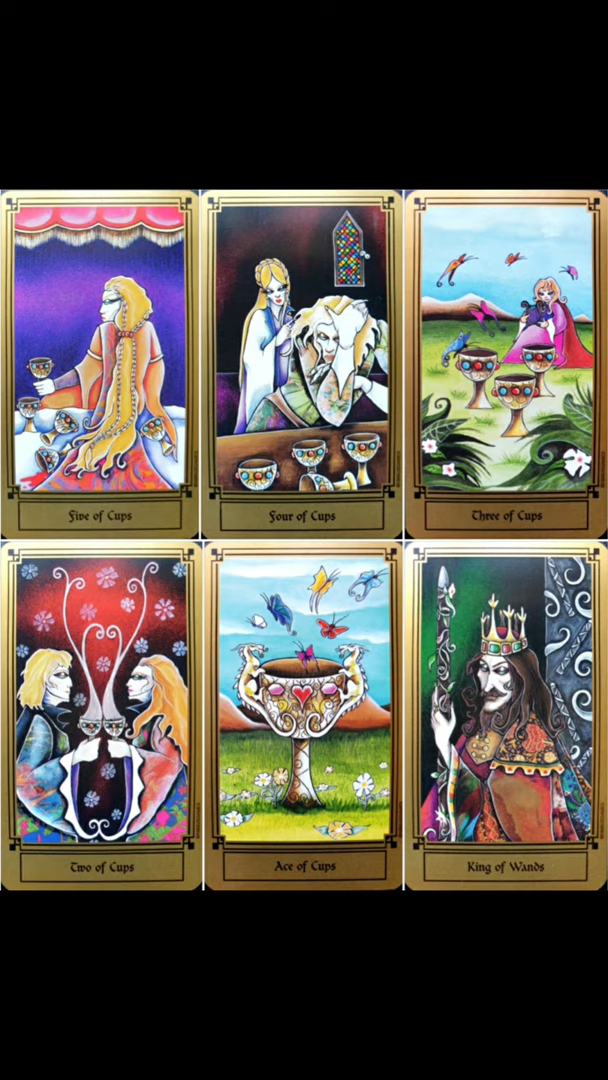 Five of Cups
Four of Cups
Three of Cups
Two of Cups
Ace of Cups
King of Wands